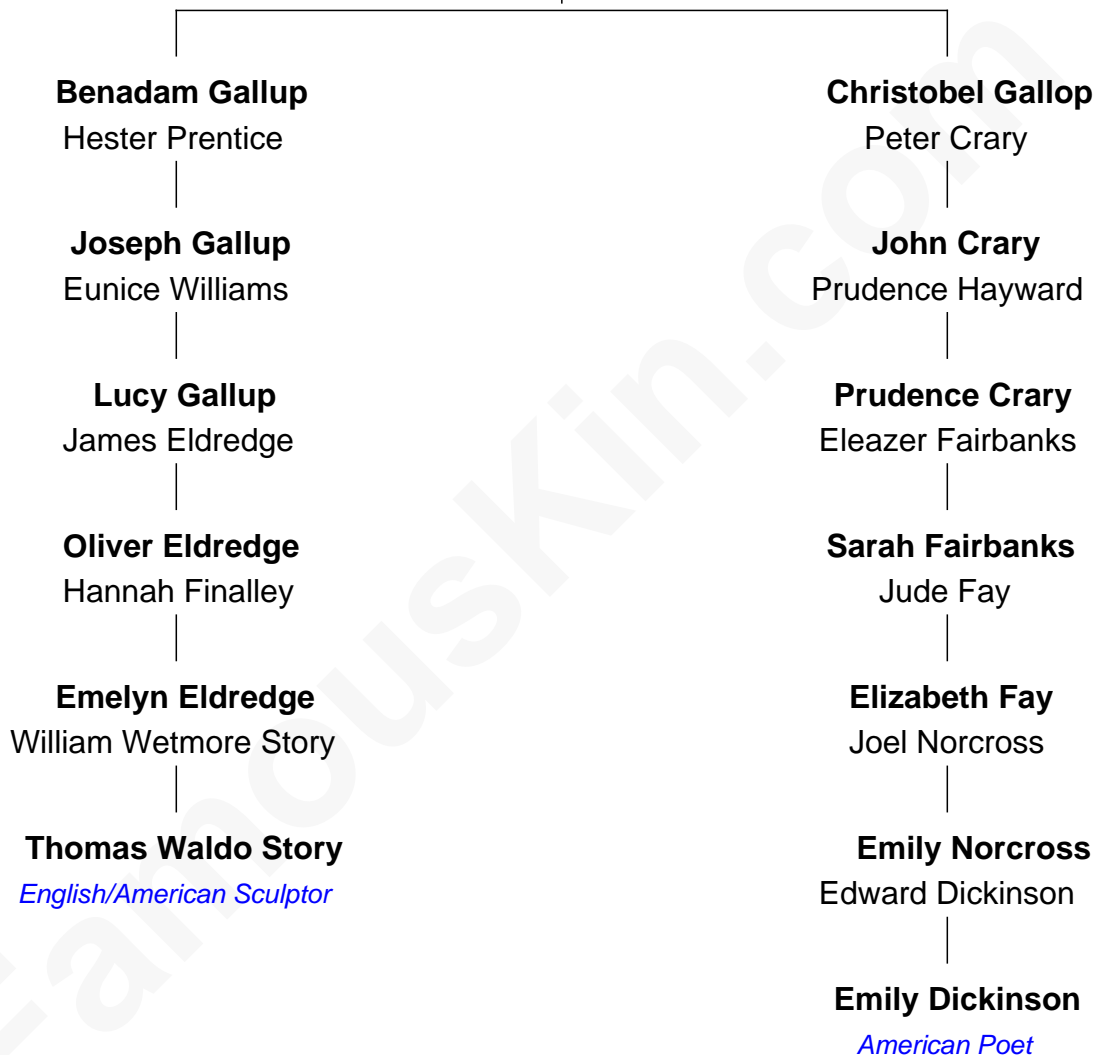 Benadam Gallup
Hester Prentice
Joseph Gallup
Eunice Williams
Lucy Gallup
James Eldredge
Oliver Eldredge
Hannah Finalley
Emelyn Eldredge
William Wetmore Story
Thomas Waldo Story
English/American Sculptor
Christobel Gallop
Peter Crary
John Crary
Prudence Hayward
Prudence Crary
Eleazer Fairbanks
Sarah Fairbanks
Jude Fay
Elizabeth Fay
Joel Norcross
Emily Norcross
Edward Dickinson
Emily Dickinson
American Poet
FamousKin.com